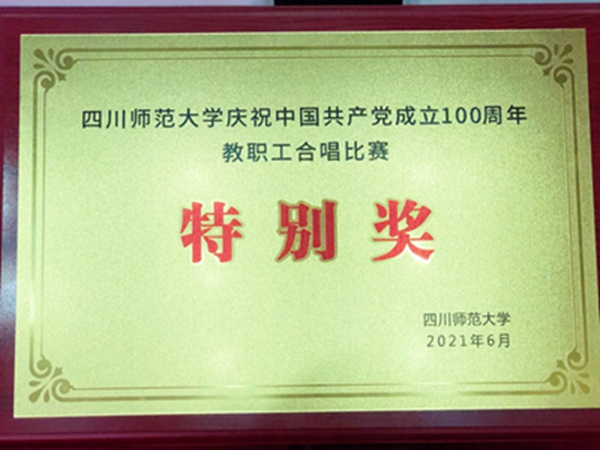 四川师范大学庆祝中国共产党成立100周年
教职工合唱比赛
特别奖
四川师范大学
2021年6月